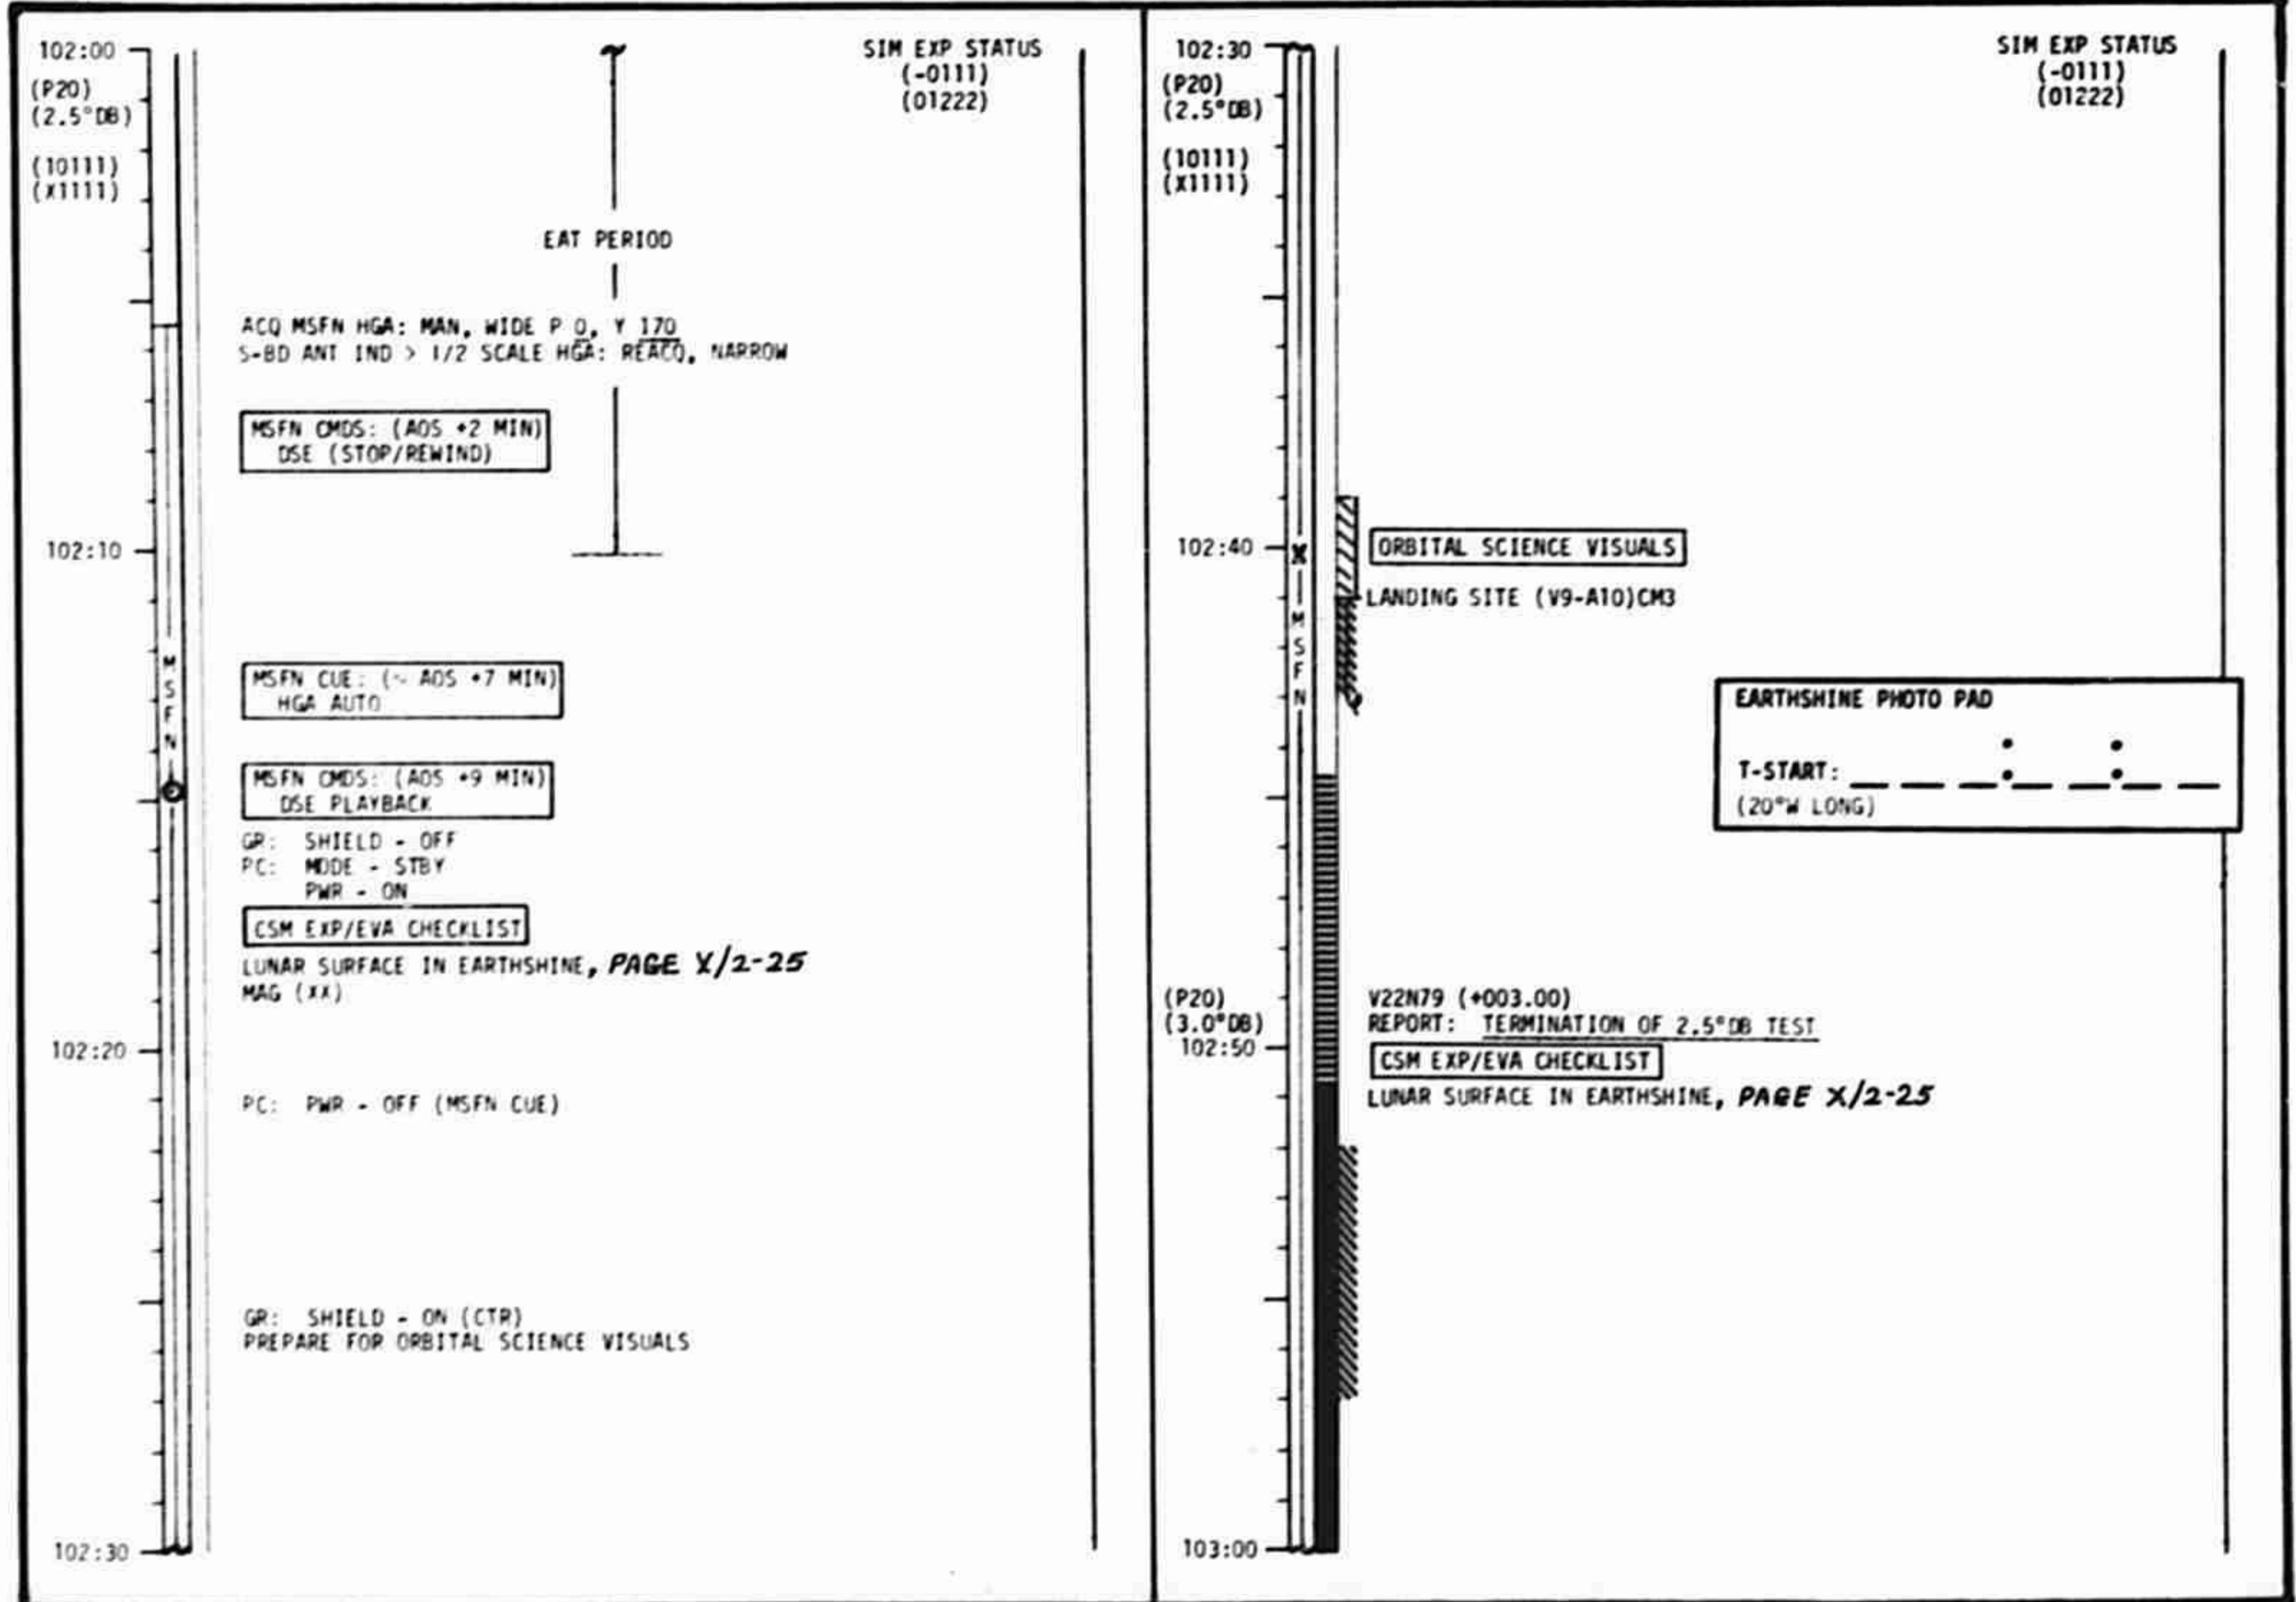 102:00
(P20)
(2.5°DB)
(10111)
(X1111)
SIM EXP STATUS
(-0111)
(01222)
EAT PERIOD
ACQ MSFN HGA: MAN, WIDE P 0, Y 170
S-BD ANT IND > 1/2 SCALE HGA: REACQ, NARROW
MSFN CMDS: (AOS +2 MIN)
DSE (STOP/REWIND)
102:10
MSFN
MSFN CUE: (~ AOS +7 MIN)
HGA AUTO
MSFN CMDS: (AOS +9 MIN)
DSE PLAYBACK
GR: SHIELD - OFF
PC: MODE - STBY
PWR - ON
CSM EXP/EVA CHECKLIST
LUNAR SURFACE IN EARTHSHINE, PAGE X/2-25
MAG (XX)
102:20
PC: PWR - OFF (MSFN CUE)
GR: SHIELD - ON (CTR)
PREPARE FOR ORBITAL SCIENCE VISUALS
102:30
102:30
(P20)
(2.5°DB)
(10111)
(X1111)
SIM EXP STATUS
(-0111)
(01222)
102:40
ORBITAL SCIENCE VISUALS
LANDING SITE (V9-A10)CM3
MSFN
EARTHSHINE PHOTO PAD
T-START: _ _ _:_ _:_ _
(20°W LONG)
(P20)
(3.0°DB)
V22N79 (+003.00)
REPORT: TERMINATION OF 2.5°DB TEST
102:50
CSM EXP/EVA CHECKLIST
LUNAR SURFACE IN EARTHSHINE, PAGE X/2-25
103:00